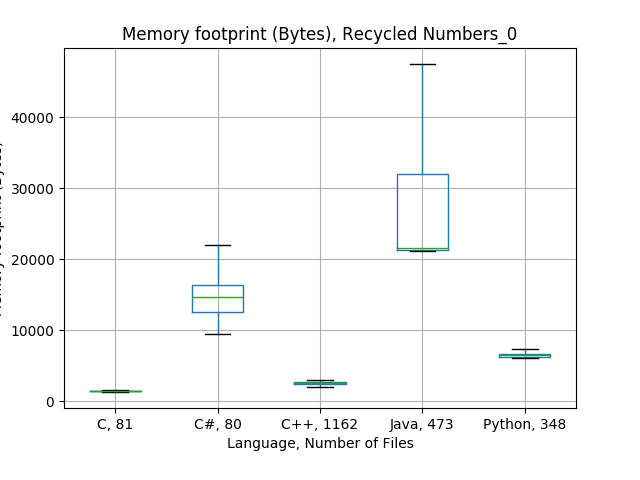 Memory footprint (Bytes), Recycled Numbers_0
40000
30000
20000
10000
0
C, 81
C#, 80
C++, 1162
Java, 473
Python, 348
Language, Number of Files